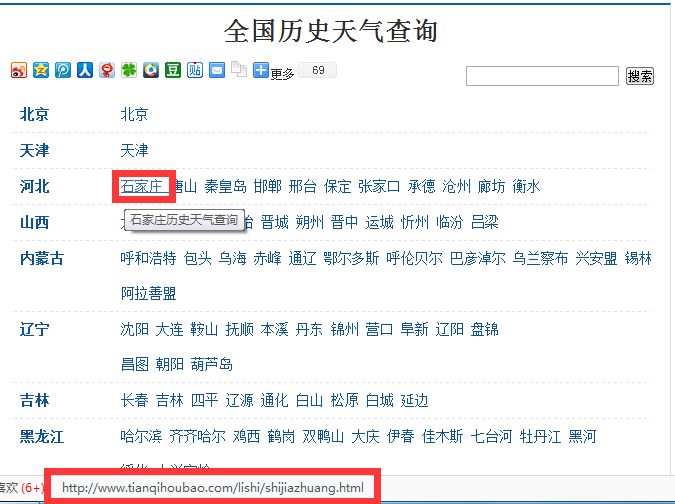 全国历史天气查询
更多 69
搜索
北京 北京
天津 天津
河北 石家庄 唐山 秦皇岛 邯郸 邢台 保定 张家口 承德 沧州 廊坊 衡水
山西 晋城 朔州 晋中 运城 忻州 临汾 吕梁
石家庄历史天气查询
内蒙古 呼和浩特 包头 乌海 赤峰 通辽 鄂尔多斯 呼伦贝尔 巴彦淖尔 乌兰察布 兴安盟 锡林
阿拉善盟
辽宁 沈阳 大连 鞍山 抚顺 本溪 丹东 锦州 营口 阜新 辽阳 盘锦
昌图 朝阳 葫芦岛
吉林 长春 吉林 四平 辽源 通化 白山 松原 白城 延边
黑龙江 哈尔滨 齐齐哈尔 鸡西 鹤岗 双鸭山 大庆 伊春 佳木斯 七台河 牡丹江 黑河
喜欢 (6+) http://www.tianqihoubao.com/lishi/shijiazhuang.html